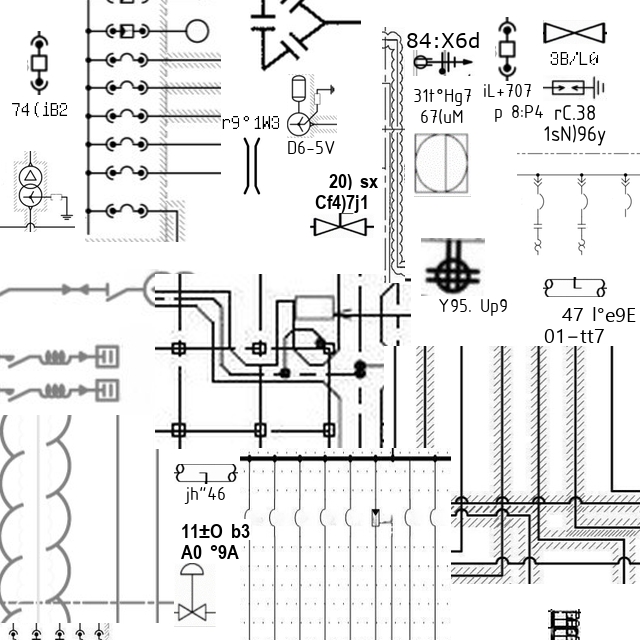 84:X6d
3B/L0
74(iB2
31t°Hg7
67(uM
iL+707
p 8:P4
rC.38
1sN)96y
r9°1W3
D6-5V
20) sx
Cf4)7j1
Y95. Up9
47 l°e9E
01-tt7
jh"46
11±O b3
A0 °9A